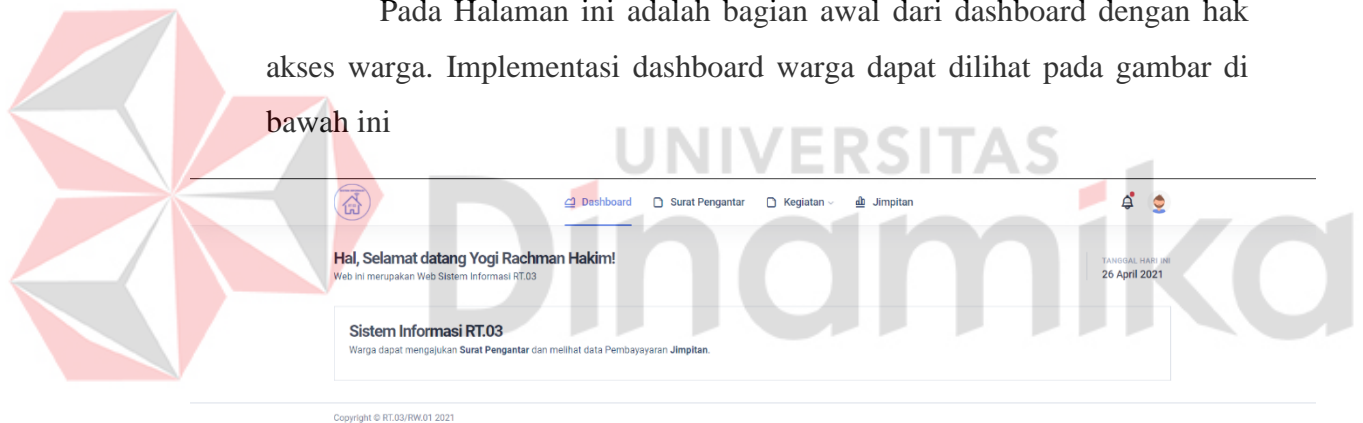 Pada Halaman ini adalah bagian awal dari dashboard dengan hak
akses warga. Implementasi dashboard warga dapat dilihat pada gambar di
bawah ini
UNIVERSITAS
Dinamika
Dashboard Surat Pengantar Kegiatan Jimpitan
Hal, Selamat datang Yogi Rachman Hakim!
Web ini merupakan Web Sistem Informasi RT.03
TANGGAL HARI INI
26 April 2021
Sistem Informasi RT.03
Warga dapat mengajukan Surat Pengantar dan melihat data Pembayayaran Jimpitan.
Copyright © RT.03/RW.01 2021